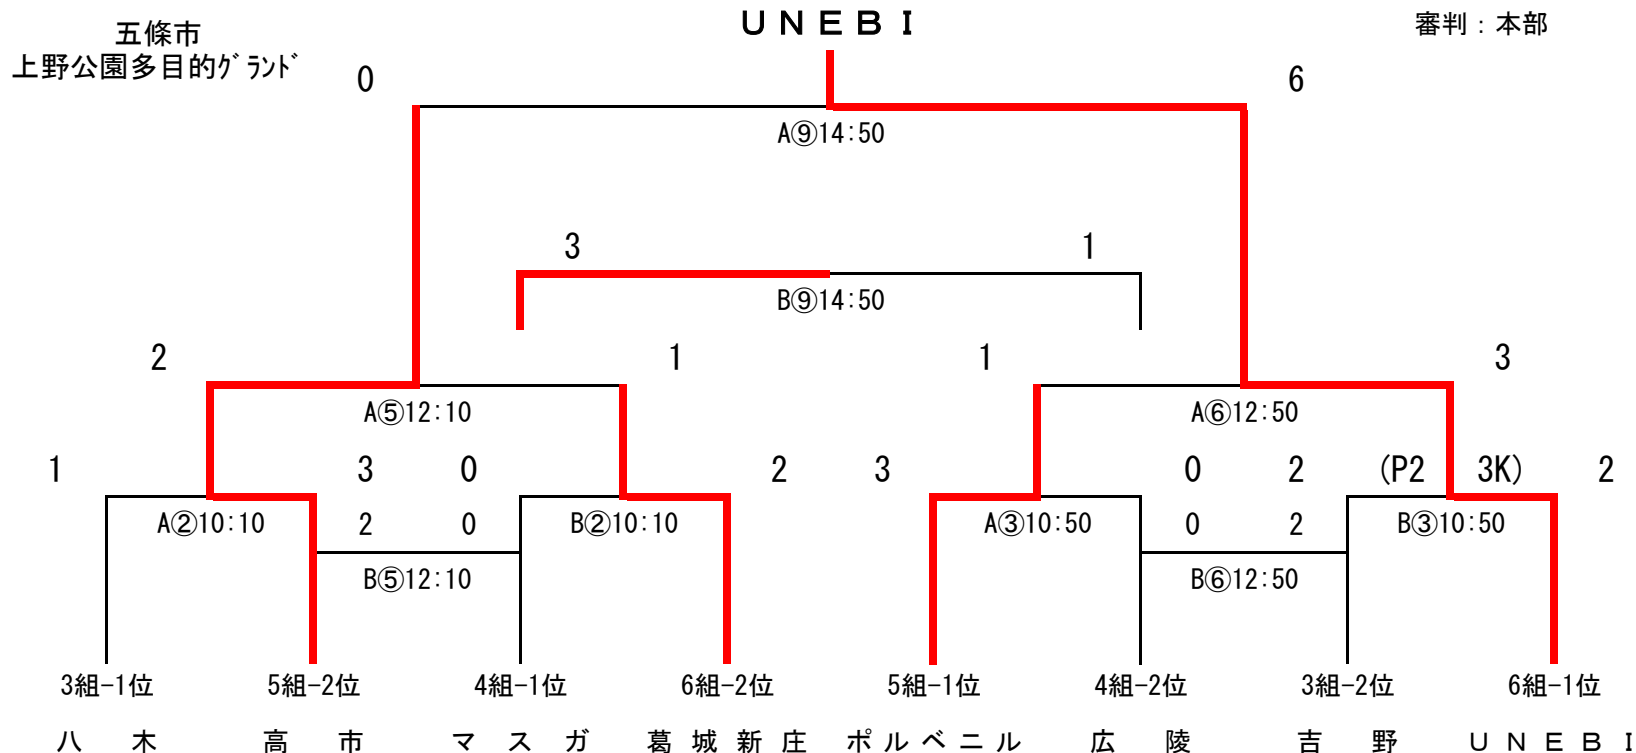 UNEBI
審判：本部
五條市
上野公園多目的ｸﾞﾗﾝﾄﾞ
0 6
A⑨14:50
3 1
B⑨14:50
2 1 1 3
A⑤12:10 A⑥12:50
1 3 0 2 3 0 2 (P2 3K) 2
A②10:10 2 0 B②10:10 A③10:50 0 2 B③10:50
B⑤12:10 B⑥12:50
3組-1位 5組-2位 4組-1位 6組-2位 5組-1位 4組-2位 3組-2位 6組-1位
八木 高市 マスガ 葛城新庄 ポルベニル 広陵 吉野 UNEBI